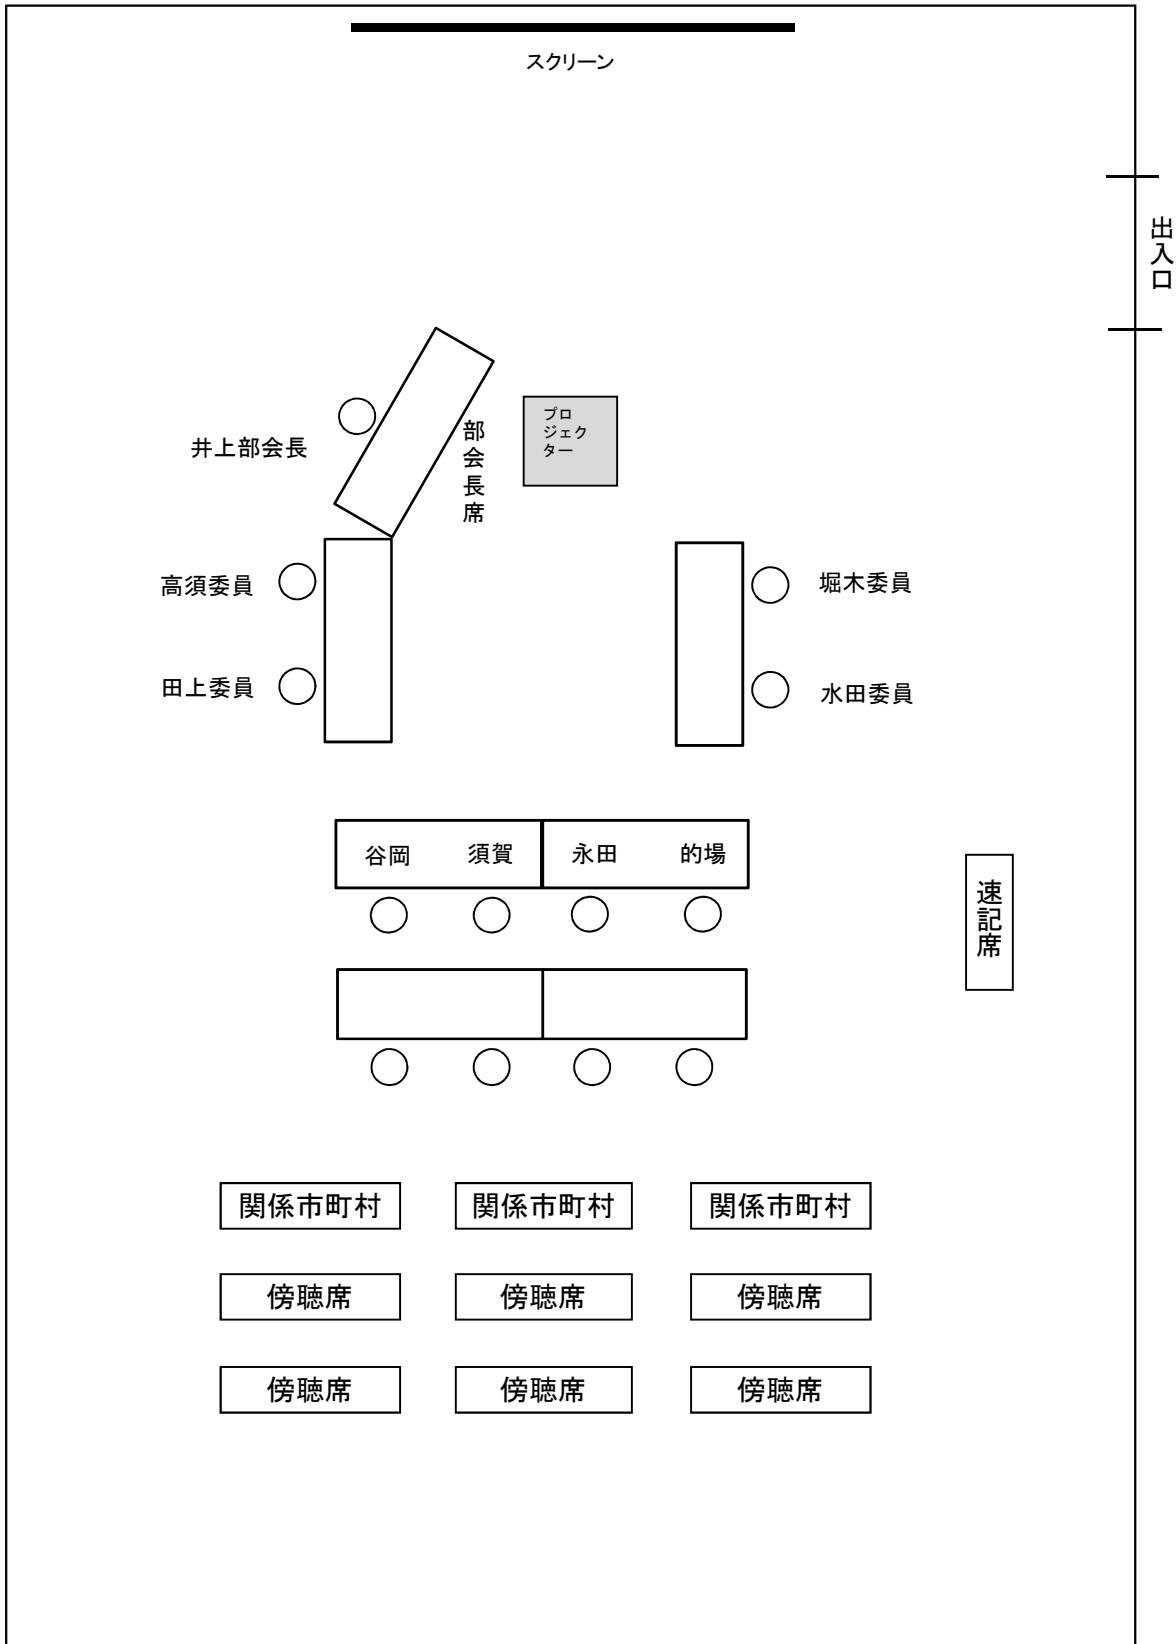 スクリーン
出入口
プロ
ジェク
ター
部会長席
井上部会長
高須委員
堀木委員
田上委員
水田委員
谷岡 須賀 永田 的場
速記席
関係市町村 関係市町村 関係市町村
傍聴席 傍聴席 傍聴席
傍聴席 傍聴席 傍聴席